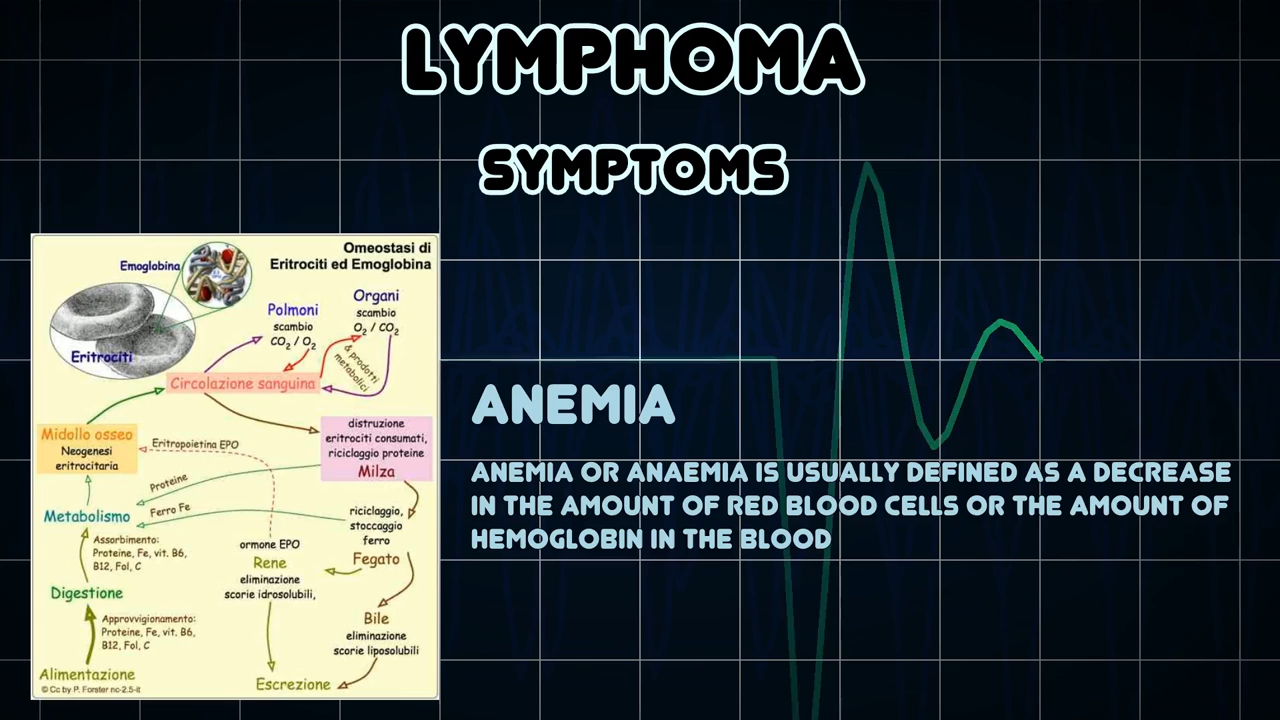 LYMPHOMA
SYMPTOMS
Omeostasi di
Eritrociti ed Emoglobina
Emoglobina
Eritrociti
Polmoni
scambio
CO2 / O2
Organi
scambio
O2 / CO2
& prodotti
metabolici
Circolazione sanguina
Midollo osseo
Neogenesi
eritrocitaria
Eritropoietina EPO
distruzione
eritrociti consumati,
riciclaggio proteine
Milza
Proteine
Ferro Fe
Metabolismo
riciclaggio,
stoccaggio
ferro
Fegato
Assorbimento:
Proteine, Fe, vit. B6,
B12, Fol, C
ormone EPO
Rene
eliminazione
scorie idrosolubili,
Digestione
Approvvigionamento:
Proteine, Fe, vit. B6,
B12, Fol, C
Bile
eliminazione
scorie liposolubili
Alimentazione
Escrezione
© Cc by P. Forster nc-2.5-it
ANEMIA
ANEMIA OR ANAEMIA IS USUALLY DEFINED AS A DECREASE
IN THE AMOUNT OF RED BLOOD CELLS OR THE AMOUNT OF
HEMOGLOBIN IN THE BLOOD